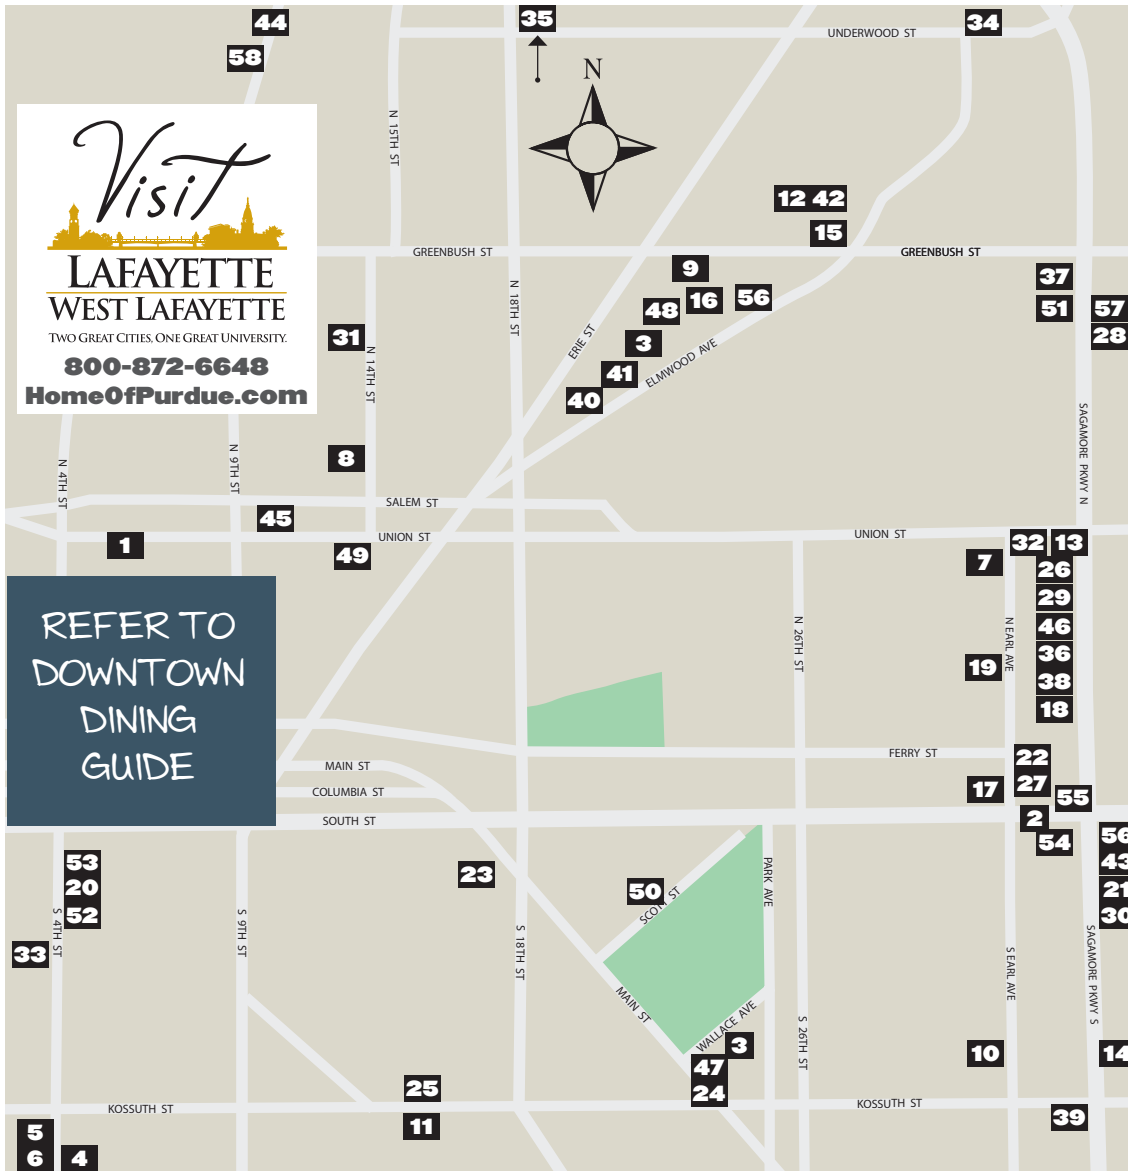 44
35
34
58
UNDERWOOD ST
N
N 15TH ST
Visit
LAFAYETTE
WEST LAFAYETTE
TWO GREAT CITIES, ONE GREAT UNIVERSITY.
800-872-6648
HomeOfPurdue.com
12 42
15
GREENBUSH ST
GREENBUSH ST
9
37
16
56
48
51
57
28
N 18TH ST
31
3
ERIE ST
N 14TH ST
ELMWOOD AVE
41
40
SAGAMORE PKWY N
N 4TH ST
N 9TH ST
8
SALEM ST
45
UNION ST
UNION ST
1
49
32
13
7
26
29
46
36
38
18
N 26TH ST
N EARL AVE
19
REFER TO
DOWNTOWN
DINING
GUIDE
FERRY ST
MAIN ST
COLUMBIA ST
SOUTH ST
22
27
17
55
2
54
56
43
21
30
53
20
52
23
50
SCOTT ST
PARK AVE
33
S 4TH ST
S 9TH ST
S 18TH ST
S EARL AVE
SAGAMORE PKWY S
MAIN ST
WALLACE AVE
S 26TH ST
3
47
24
10
14
25
11
KOSSUTH ST
KOSSUTH ST
39
5
6
4